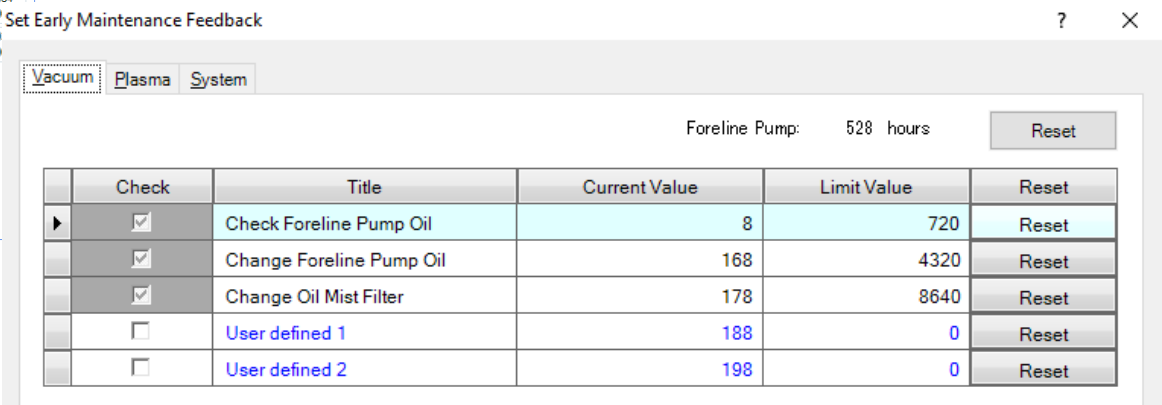 Set Early Maintenance Feedback ? ×
Vacuum Plasma System
Foreline Pump: 528 hours Reset
Check Title Current Value Limit Value Reset
Check Foreline Pump Oil 8 720 Reset
Change Foreline Pump Oil 168 4320 Reset
Change Oil Mist Filter 178 8640 Reset
User defined 1 188 0 Reset
User defined 2 198 0 Reset